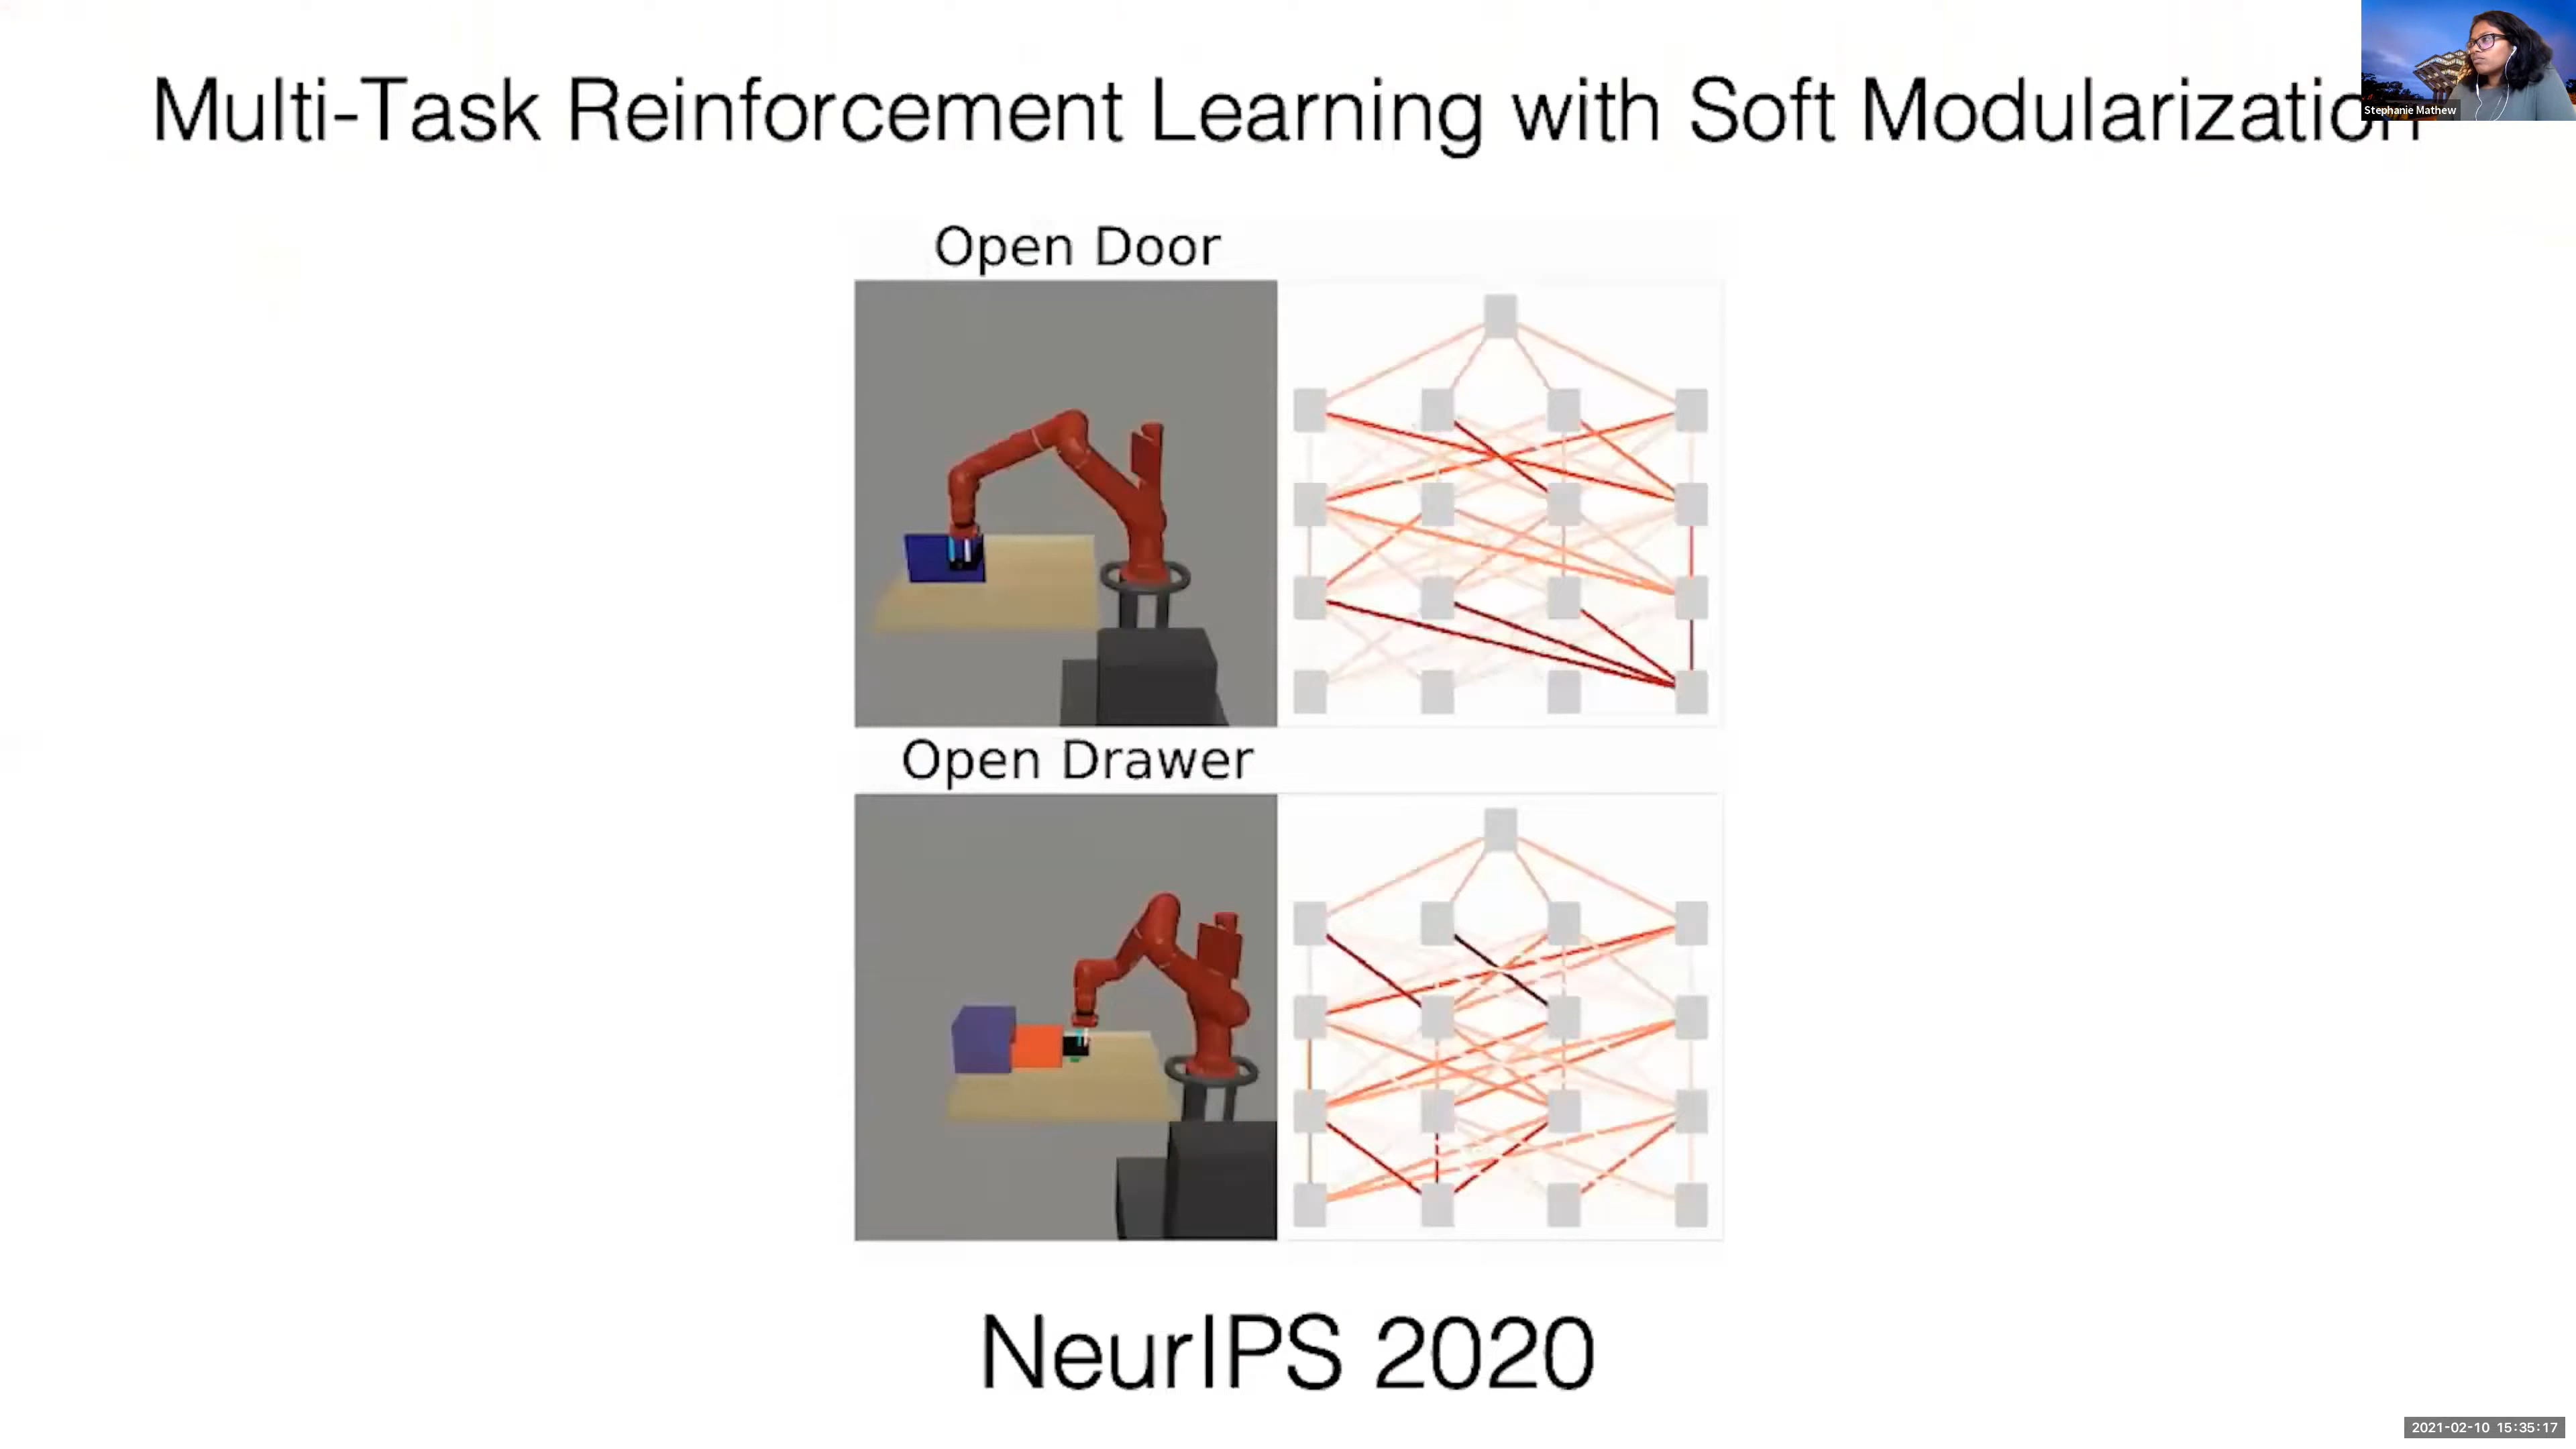 Multi-Task Reinforcement Learning with Soft Modularization
Stephanie Mathew
Open Door
Open Drawer
NeurIPS 2020
2021-02-10 15:35:17